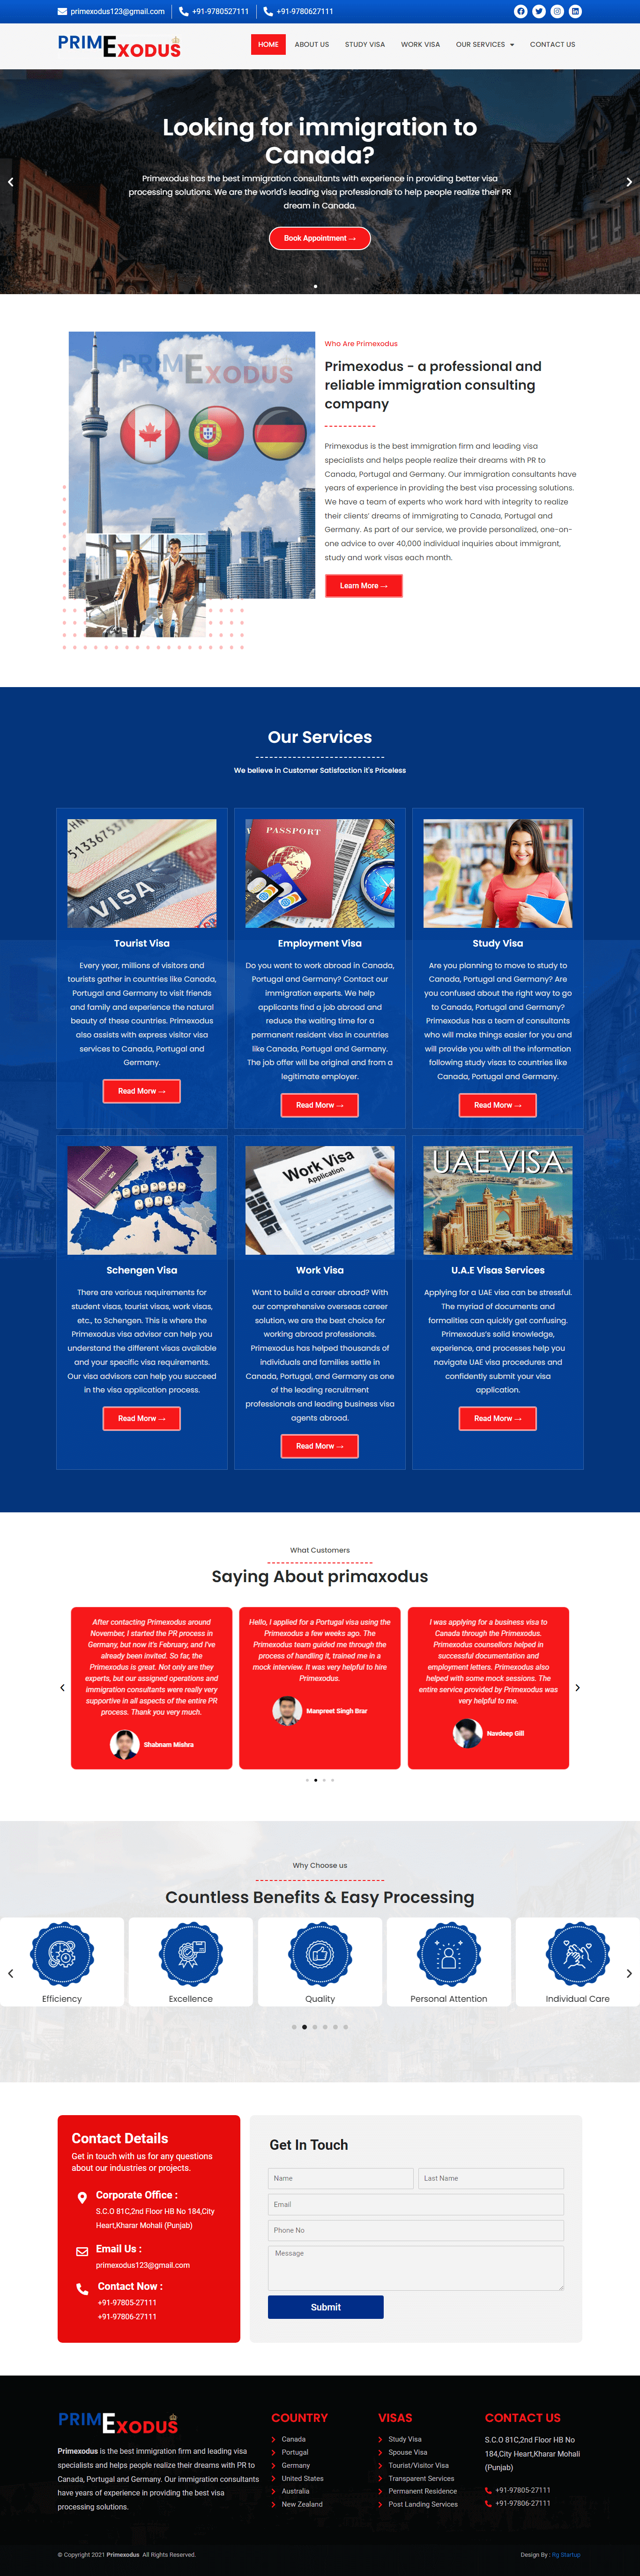 primexodus123@gmail.com +91-9780527111 +91-9780627111
PRIMEXODUS
HOME ABOUT US STUDY VISA WORK VISA OUR SERVICES CONTACT US
Looking for immigration to
Canada?
Primexodus has the best immigration consultants with experience in providing better visa
processing solutions. We are the world's leading visa professionals to help people realize their PR
dream in Canada.
Book Appointment →
PRIMEXODUS
Who Are Primexodus
Primexodus - a professional and
reliable immigration consulting
company
Primexodus is the best immigration firm and leading visa
specialists and helps people realize their dreams with PR to
Canada, Portugal and Germany. Our immigration consultants have
years of experience in providing the best visa processing solutions.
We have a team of experts who work hard with integrity to realize
their clients' dreams of immigrating to Canada, Portugal and
Germany. As part of our service, we provide personalized, one-on-
one advice to over 40,000 individual inquiries about immigrant,
study and work visas each month.
Learn More →
Our Services
We believe in Customer Satisfaction it's Priceless
VISA
PASSPORT
Tourist Visa
Every year, millions of visitors and
tourists gather in countries like Canada,
Portugal and Germany to visit friends
and family and experience the natural
beauty of these countries. Primexodus
also assists with express visitor visa
services to Canada, Portugal and
Germany.
Read Morw →
Employment Visa
Do you want to work abroad in Canada,
Portugal and Germany? Contact our
immigration experts. We help
applicants find a job abroad and
reduce the waiting time for a
permanent resident visa in countries
like Canada, Portugal and Germany.
The job offer will be original and from a
legitimate employer.
Read Morw →
Study Visa
Are you planning to move to study to
Canada, Portugal and Germany? Are
you confused about the right way to go
to Canada, Portugal and Germany?
Primexodus has a team of consultants
who will make things easier for you and
will provide you with all the information
following study visas to countries like
Canada, Portugal and Germany.
Read Morw →
Work Visa
Application
UAE VISA
Schengen Visa
There are various requirements for
student visas, tourist visas, work visas,
etc., to Schengen. This is where the
Primexodus visa advisor can help you
understand the different visas available
and your specific visa requirements.
Our visa advisors can help you succeed
in the visa application process.
Read Morw →
Work Visa
Want to build a career abroad? With
our comprehensive overseas career
solution, we are the best choice for
working abroad professionals.
Primexodus has helped thousands of
individuals and families settle in
Canada, Portugal, and Germany as one
of the leading recruitment
professionals and leading business visa
agents abroad.
Read Morw →
U.A.E Visas Services
Applying for a UAE visa can be stressful.
The myriad of documents and
formalities can quickly get confusing.
Primexodus's solid knowledge,
experience, and processes help you
navigate UAE visa procedures and
confidently submit your visa
application.
Read Morw →
What Customers
Saying About primaxodus
After contacting Primexodus around
November, I started the PR process in
Germany, but now it's February, and I've
already been invited. So far, the
Primexodus is great. Not only are they
experts, but our assigned operations and
immigration consultants were really very
supportive in all aspects of the entire PR
process. Thank you very much.
Shabnam Mishra
Hello, I applied for a Portugal visa using the
Primexodus a few weeks ago. The
Primexodus team guided me through the
process of handling it, trained me in a
mock interview. It was very helpful to hire
Primexodus.
Manpreet Singh Brar
I was applying for a business visa to
Canada through the Primexodus.
Primexodus counsellors helped in
successful documentation and
employment letters. Primexodus also
helped with some mock sessions. The
entire service provided by Primexodus was
very helpful to me.
Navdeep Gill
Why Choose us
Countless Benefits & Easy Processing
Efficiency
Excellence
Quality
Personal Attention
Individual Care
Contact Details
Get in touch with us for any questions
about our industries or projects.
Corporate Office :
S.C.O 81C,2nd Floor HB No 184,City
Heart,Kharar Mohali (Punjab)
Email Us :
primexodus123@gmail.com
Contact Now :
+91-97805-27111
+91-97806-27111
Get In Touch
Name Last Name
Email
Phone No
Message
Submit
PRIMEXODUS
Primexodus is the best immigration firm and leading visa
specialists and helps people realize their dreams with PR to
Canada, Portugal and Germany. Our immigration consultants
have years of experience in providing the best visa
processing solutions.
COUNTRY
Canada
Portugal
Germany
United States
Australia
New Zealand
VISAS
Study Visa
Spouse Visa
Tourist/Visitor Visa
Transparent Services
Permanent Residence
Post Landing Services
CONTACT US
S.C.O 81C,2nd Floor HB No
184,City Heart,Kharar Mohali
(Punjab)
+91-97805-27111
+91-97806-27111
© Copyright 2021 Primexodus All Rights Reserved.
Design By : Rg Startup